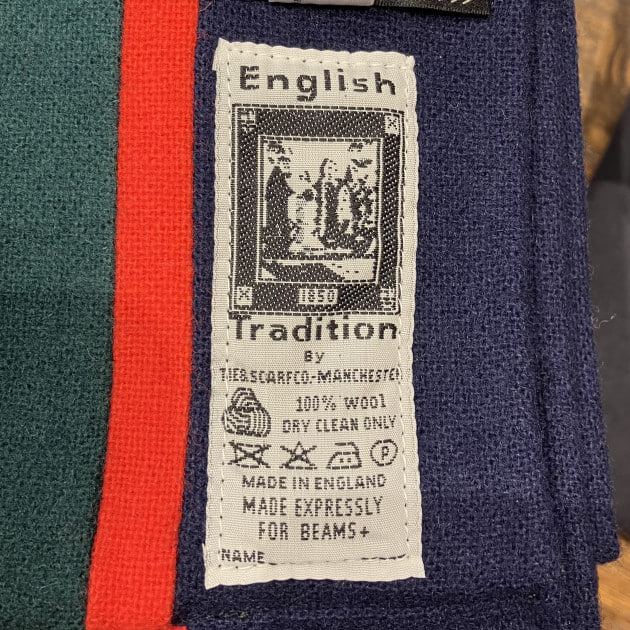 English
1850
Tradition
By
TIE&SCARFCO.-MANCHESTER
100% Wool
DRY CLEAN ONLY
P
MADE IN ENGLAND
MADE EXPRESSLY
FOR BEAMS+
NAME